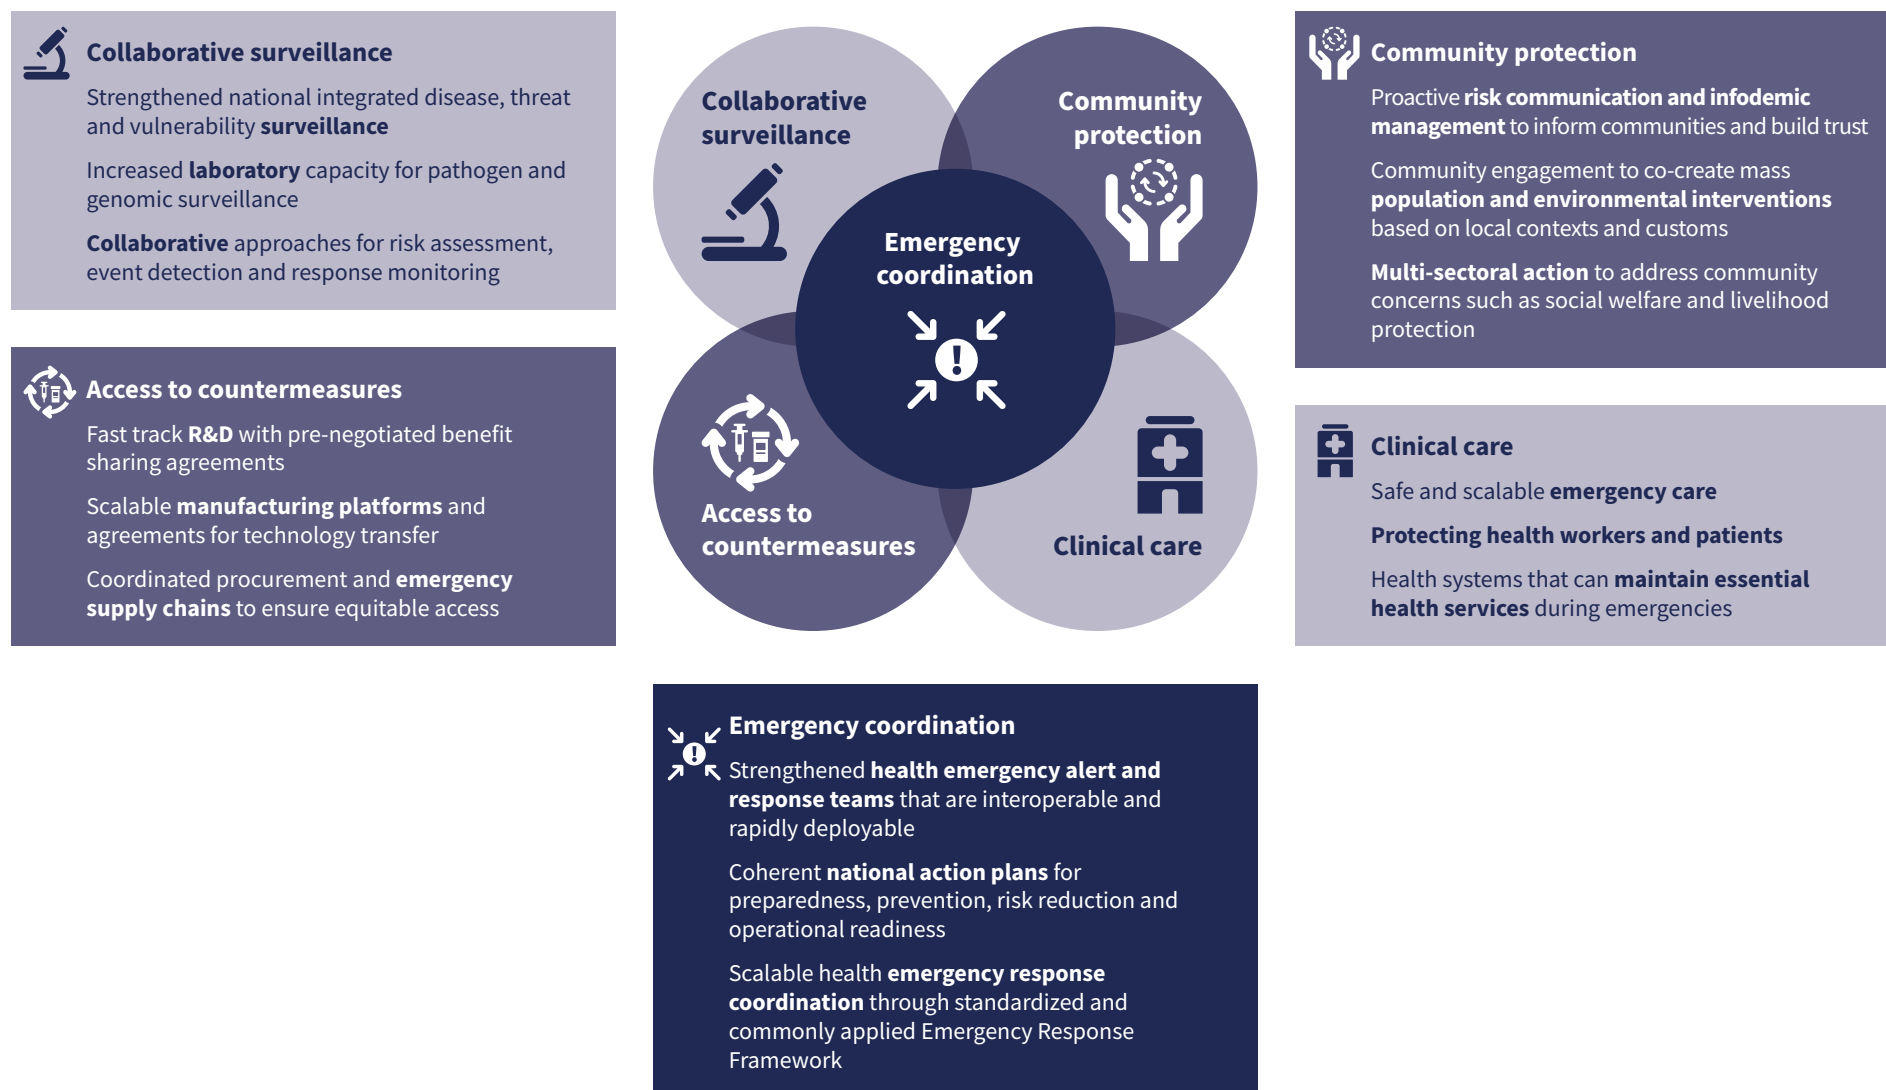 Collaborative surveillance
Strengthened national integrated disease, threat
and vulnerability surveillance
Increased laboratory capacity for pathogen and
genomic surveillance
Collaborative approaches for risk assessment,
event detection and response monitoring
Access to countermeasures
Fast track R&D with pre-negotiated benefit
sharing agreements
Scalable manufacturing platforms and
agreements for technology transfer
Coordinated procurement and emergency
supply chains to ensure equitable access
Collaborative
surveillance
Community
protection
Emergency
coordination
!
Access to
countermeasures
Clinical care
Community protection
Proactive risk communication and infodemic
management to inform communities and build trust
Community engagement to co-create mass
population and environmental interventions
based on local contexts and customs
Multi-sectoral action to address community
concerns such as social welfare and livelihood
protection
Clinical care
Safe and scalable emergency care
Protecting health workers and patients
Health systems that can maintain essential
health services during emergencies
!
Emergency coordination
Strengthened health emergency alert and
response teams that are interoperable and
rapidly deployable
Coherent national action plans for
preparedness, prevention, risk reduction and
operational readiness
Scalable health emergency response
coordination through standardized and
commonly applied Emergency Response
Framework